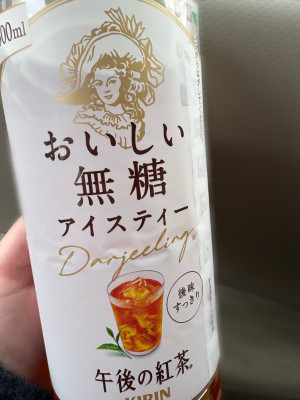 00ml
おいしい
無糖
アイスティー
Darjeeling
後味
すっきり
午後の紅茶®
KIRIN